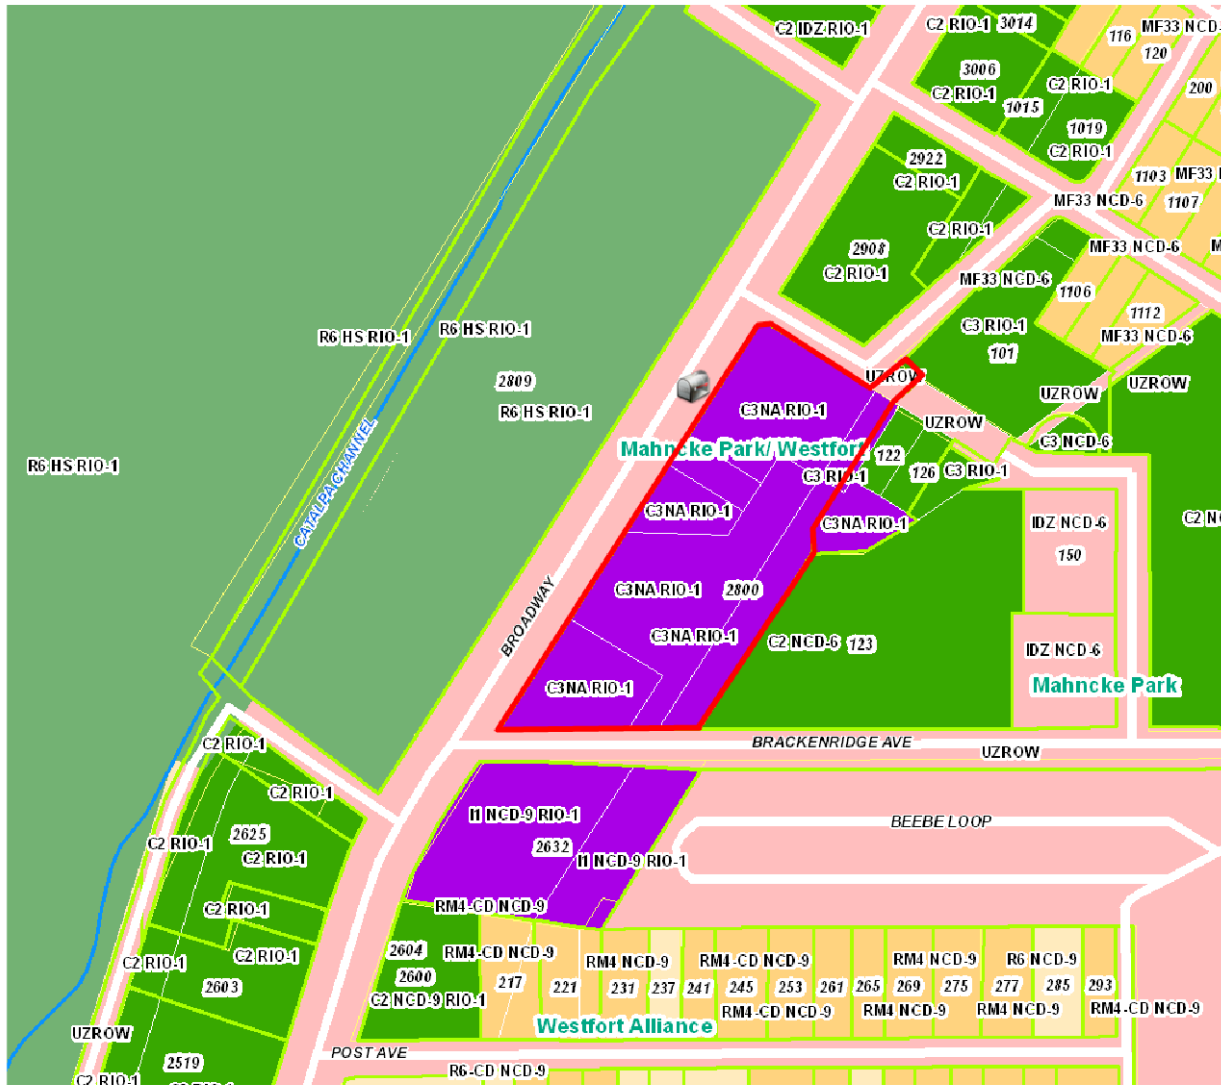 C2 IDZ RIO-1
C2 RIO-1
3014
116
MF33 NCD-
120
3006
C2 RIO-1
C2 RIO-1
200
1015
1019
C2 RIO-1
2922
C2 RIO-1
1103
MF33
1107
MF33 NCD-6
C2 RIO-1
2908
C2 RIO-1
MF33 NCD-6
MF33 NCD-6
1106
1112
C3 RIO-1
101
MF33 NCD-6
R6 HS RIO-1
R6 HS RIO-1
2809
R6 HS RIO-1
UZROW
UZROW
UZROW
C3NA RIO-1
UZROW
C3 NCD-6
Mahncke Park/ Westfort
122
R6 HS RIO-1
126
C3 RIO-1
C3 RIO-1
CATALPA CHANNEL
C3NA RIO-1
C3NA RIO-1
IDZ NCD-6
150
C2 NC
C3NA RIO-1
2800
BROADWAY
C3NA RIO-1
C2 NCD-6
123
IDZ NCD-6
C3NA RIO-1
Mahncke Park
BRACKENRIDGE AVE
UZROW
C2 RIO-1
C2 RIO-1
I1 NCD-9 RIO-1
BEEBE LOOP
2625
C2 RIO-1
C2 RIO-1
2632
I1 NCD-9 RIO-1
C2 RIO-1
RM4-CD NCD-9
C2 RIO-1
C2 RIO-1
2603
2604
2600
C2 NCD-9 RIO-1
RM4-CD NCD-9
RM4 NCD-9
RM4-CD NCD-9
RM4 NCD-9
R6 NCD-9
217
221
231
237
241
245
253
261
265
269
275
277
285
293
RM4-CD NCD-9
RM4 NCD-9
RM4 NCD-9
RM4-CD NCD-9
Westfort Alliance
UZROW
POST AVE
2519
R6-CD NCD-9
C2 RIO-1